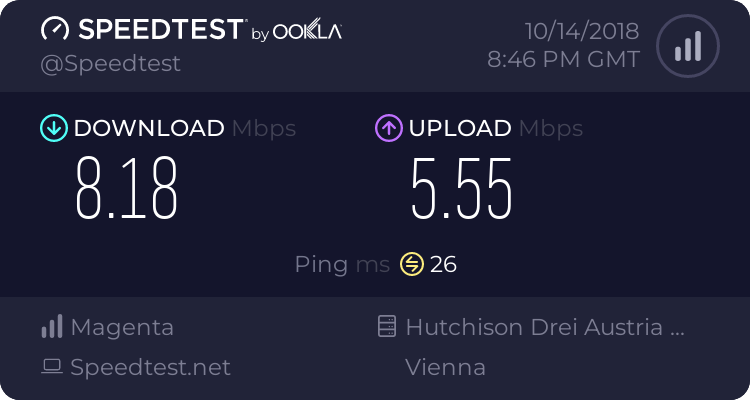 SPEEDTEST by OOKLA
@Speedtest
10/14/2018
8:46 PM GMT
DOWNLOAD Mbps
8.18
UPLOAD Mbps
5.55
Ping ms 26
Magenta
Speedtest.net
Hutchison Drei Austria ...
Vienna